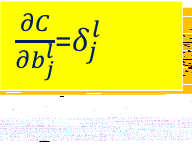 ∂C/∂b_j^l = δ_j^l